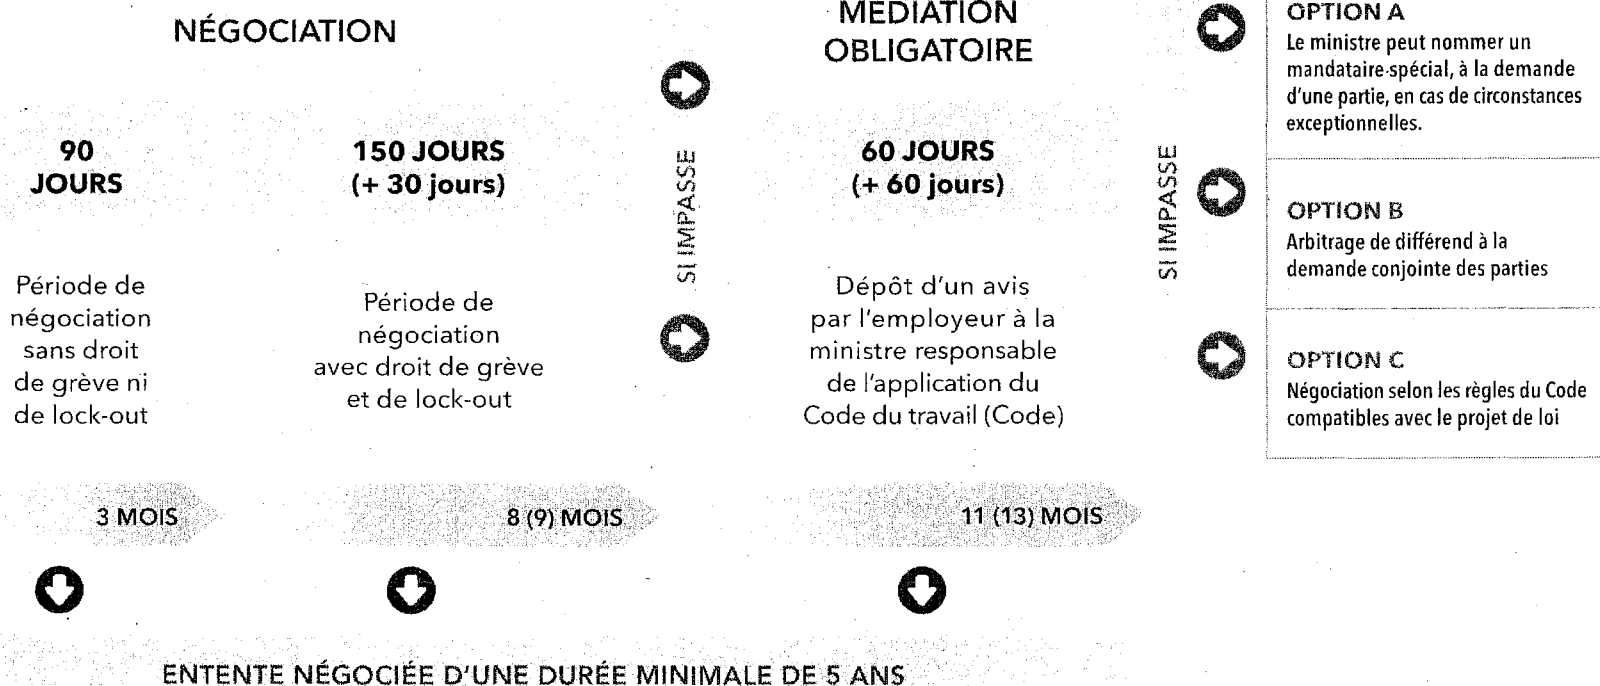 NÉGOCIATION
90
JOURS
150 JOURS
(+ 30 jours)
Période de
négociation
sans droit
de grève ni
de lock-out
Période de
négociation
avec droit de grève
et de lock-out
3 MOIS
8 (9) MOIS
SI IMPASSE
MÉDIATION
OBLIGATOIRE
60 JOURS
(+ 60 jours)
Dépôt d'un avis
par l'employeur à la
ministre responsable
de l'application du
Code du travail (Code)
11 (13) MOIS
SI IMPASSE
OPTION A
Le ministre peut nommer un
mandataire spécial, à la demande
d'une partie, en cas de circonstances
exceptionnelles.
OPTION B
Arbitrage de différend à la
demande conjointe des parties
OPTION C
Négociation selon les règles du Code
compatibles avec le projet de loi
ENTENTE NÉGOCIÉE D'UNE DURÉE MINIMALE DE 5 ANS